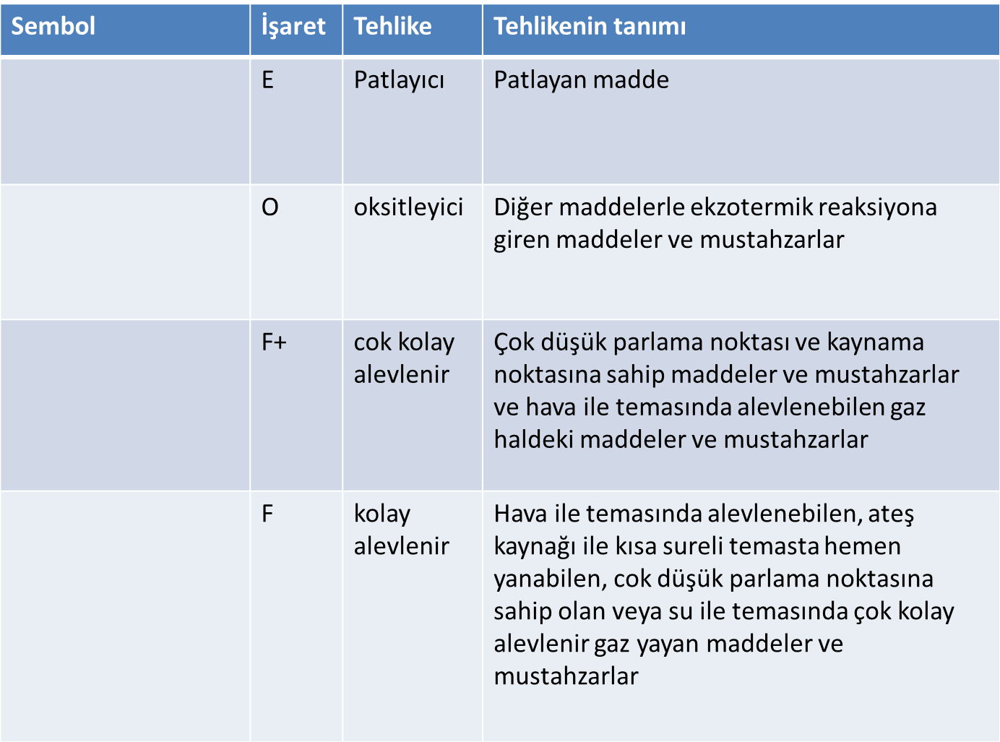 Sembol İşaret Tehlike Tehlikenin tanımı
E Patlayıcı Patlayan madde
O oksitleyici Diğer maddelerle ekzotermik reaksiyona
giren maddeler ve mustahzarlar
F+ cok kolay Çok düşük parlama noktası ve kaynama
alevlenir noktasına sahip maddeler ve mustahzarlar
ve hava ile temasında alevlenebilen gaz
haldeki maddeler ve mustahzarlar
F kolay Hava ile temasında alevlenebilen, ateş
alevlenir kaynağı ile kısa sureli temasta hemen
yanabilen, cok düşük parlama noktasına
sahip olan veya su ile temasında çok kolay
alevlenir gaz yayan maddeler ve
mustahzarlar